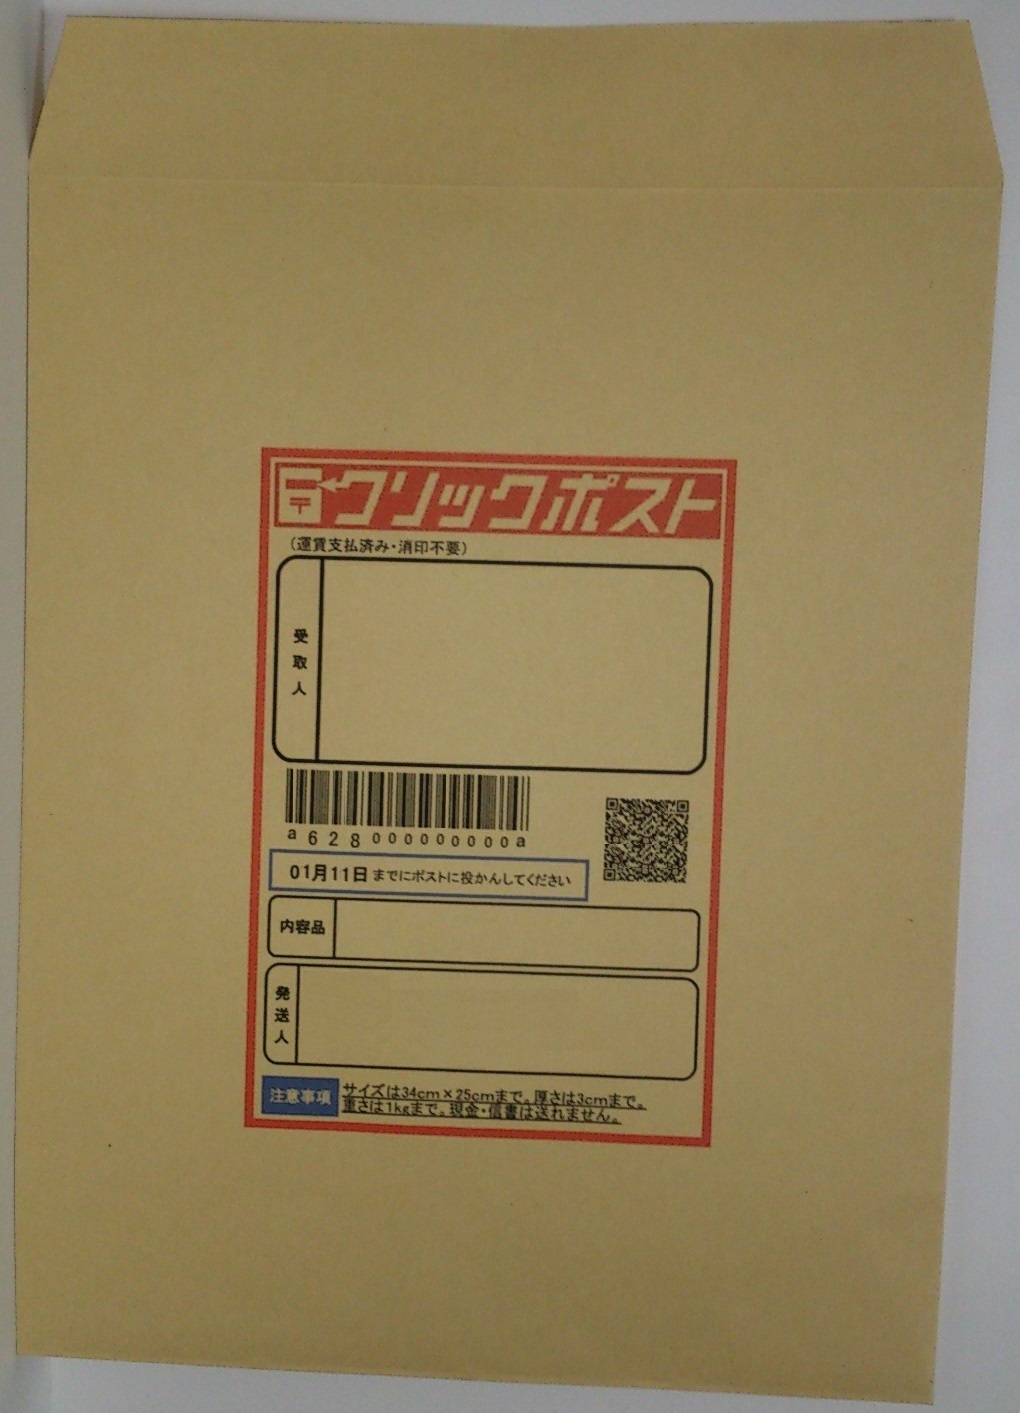 クリックポスト
（運賃支払済み・消印不要）
受取人
a628000000000a
01月11日までにポストに投かんしてください
内容品
発送人
注意事項 サイズは34cm×25cmまで。厚さは3cmまで。
重さは1kgまで。現金・信書は送れません。